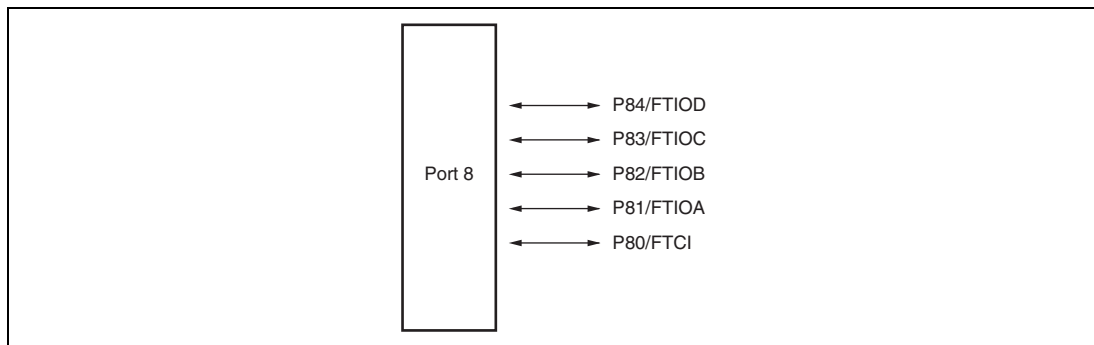 Port 8
P84/FTIOD
P83/FTIOC
P82/FTIOB
P81/FTIOA
P80/FTCI